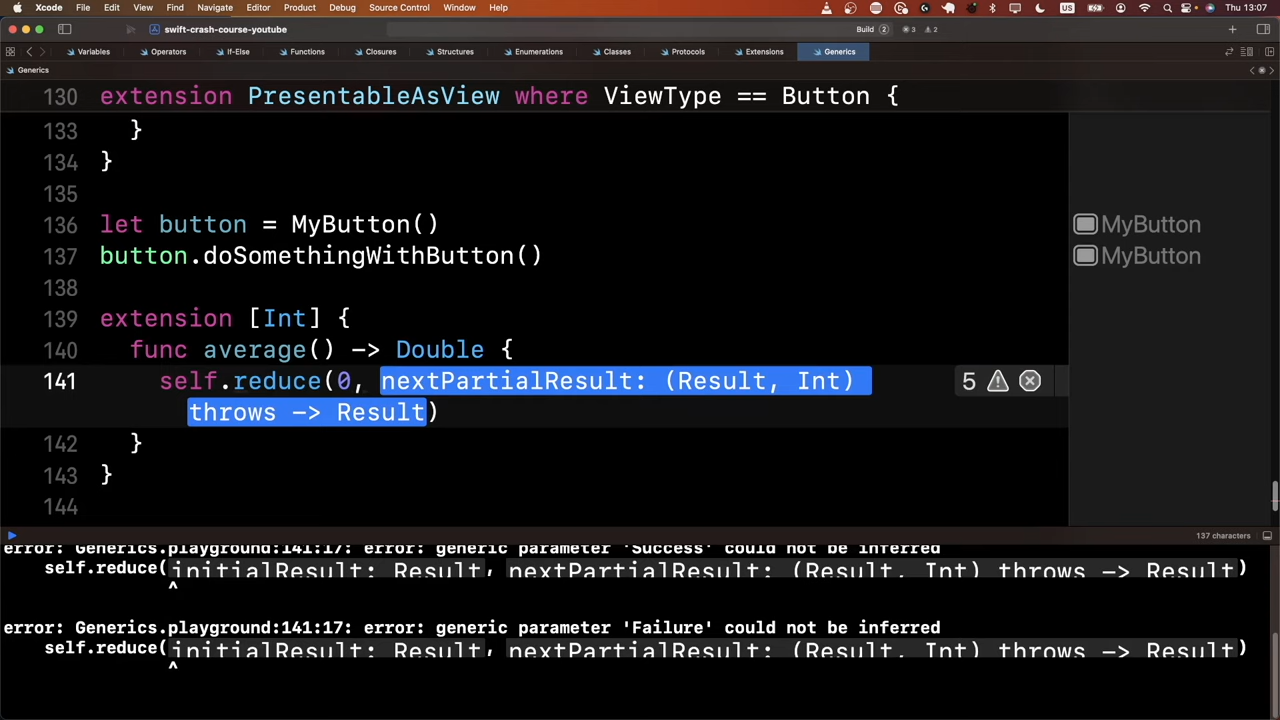 Xcode File Edit View Find Navigate Editor Product Debug Source Control Window Help Thu 13:07
swift-crash-course-youtube Build 2 3 2
Variables Operators If-Else Functions Closures Structures Enumerations Classes Protocols Extensions Generics
Generics
130 extension PresentableAsView where ViewType == Button {
133 }
134 }
135
136 let button = MyButton() MyButton
137 button.doSomethingWithButton() MyButton
138
139 extension [Int] {
140 func average() -> Double {
141 self.reduce(0, nextPartialResult: (Result, Int) 5
throws -> Result)
142 }
143 }
144
137 characters
error: Generics.playground:141:17: error: generic parameter 'Success' could not be inferred
self.reduce(initialResult: Result, nextPartialResult: (Result, Int) throws -> Result)
^
error: Generics.playground:141:17: error: generic parameter 'Failure' could not be inferred
self.reduce(initialResult: Result, nextPartialResult: (Result, Int) throws -> Result)
^